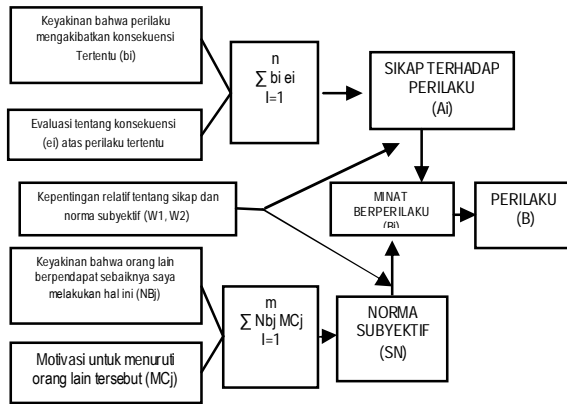 Keyakinan bahwa perilaku
mengakibatkan konsekuensi
Tertentu (bi)
Evaluasi tentang konsekuensi
(ei) atas perilaku tertentu
n
∑ bi ei
I=1
SIKAP TERHADAP
PERILAKU
(Ai)
Kepentingan relatif tentang sikap dan
norma subyektif (W1, W2)
MINAT
BERPERILAKU
(Bi)
PERILAKU
(B)
Keyakinan bahwa orang lain
berpendapat sebaiknya saya
melakukan hal ini (NBj)
Motivasi untuk menuruti
orang lain tersebut (MCj)
m
∑ Nbj MCj
I=1
NORMA
SUBYEKTIF
(SN)